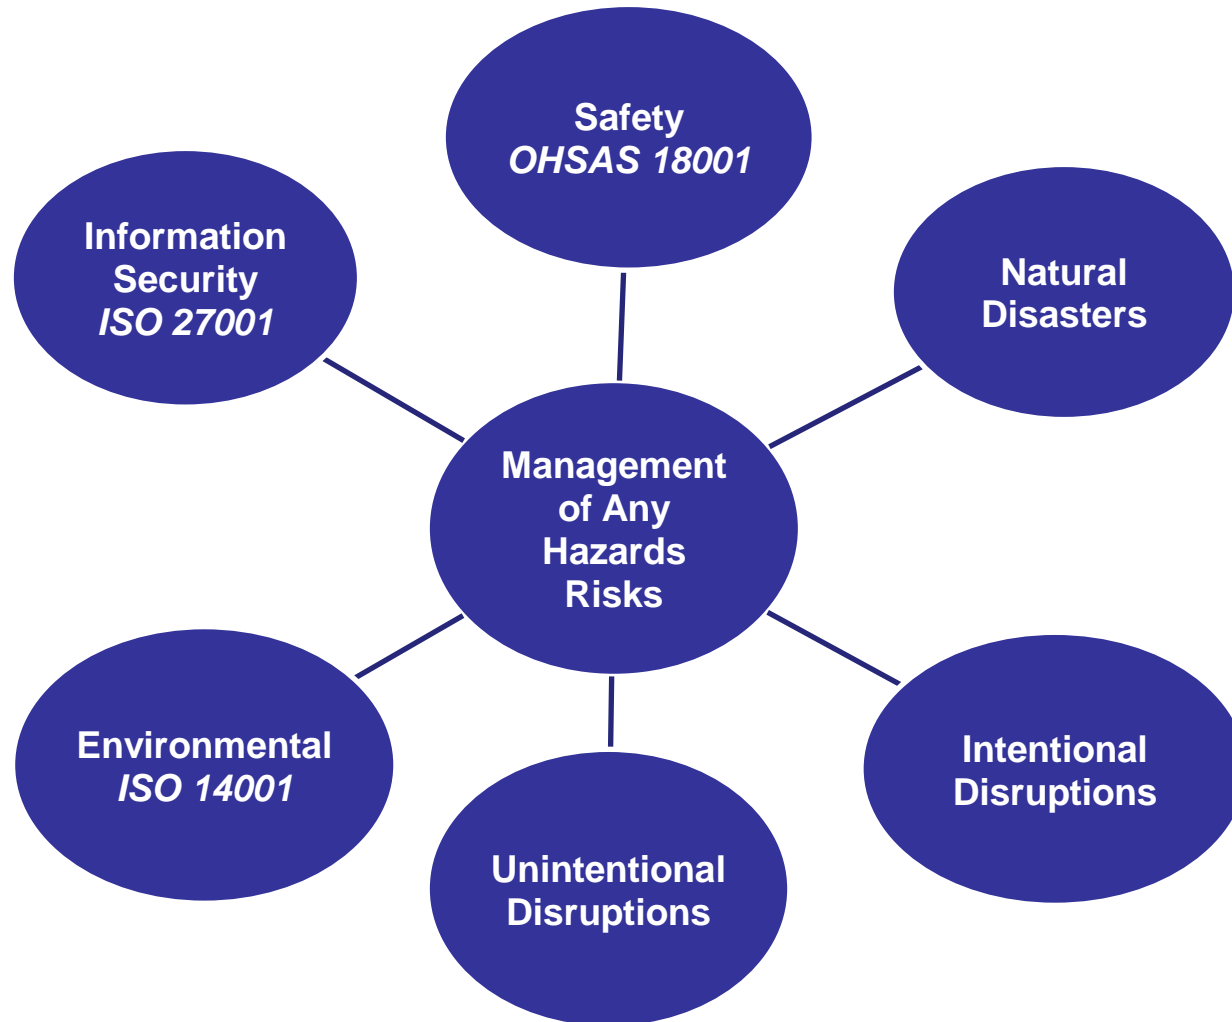 Safety
OHSAS 18001
Information
Security
ISO 27001
Natural
Disasters
Management
of Any
Hazards
Risks
Environmental
ISO 14001
Intentional
Disruptions
Unintentional
Disruptions